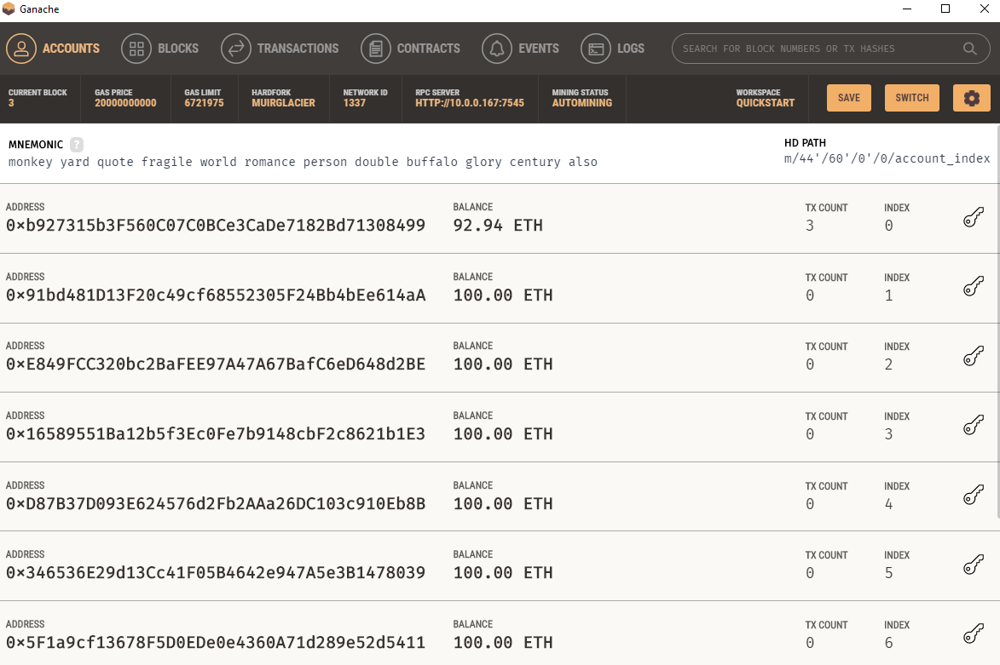 Ganache
ACCOUNTS BLOCKS TRANSACTIONS CONTRACTS EVENTS LOGS SEARCH FOR BLOCK NUMBERS OR TX HASHES
CURRENT BLOCK GAS PRICE GAS LIMIT HARDFORK NETWORK ID RPC SERVER MINING STATUS WORKSPACE
3 20000000000 6721975 MUIRGLACIER 1337 HTTP://10.0.0.167:7545 AUTOMINING QUICKSTART SAVE SWITCH
MNEMONIC ? HD PATH
monkey yard quote fragile world romance person double buffalo glory century also m/44'/60'/0'/0/account_index
ADDRESS BALANCE TX COUNT INDEX
0×b927315b3F560C07C0BCe3CaDe7182Bd71308499 92.94 ETH 3 0
ADDRESS BALANCE TX COUNT INDEX
0×91bd481D13F20c49cf68552305F24Bb4bEe614aA 100.00 ETH 0 1
ADDRESS BALANCE TX COUNT INDEX
0×E849FCC320bc2BaFEE97A47A67BafC6eD648d2BE 100.00 ETH 0 2
ADDRESS BALANCE TX COUNT INDEX
0×16589551Ba12b5f3Ec0Fe7b9148cbF2c8621b1E3 100.00 ETH 0 3
ADDRESS BALANCE TX COUNT INDEX
0×D87B37D093E624576d2Fb2AAa26DC103c910Eb8B 100.00 ETH 0 4
ADDRESS BALANCE TX COUNT INDEX
0×346536E29d13Cc41F05B4642e947A5e3B1478039 100.00 ETH 0 5
ADDRESS BALANCE TX COUNT INDEX
0×5F1a9cf13678F5D0EDe0e4360A71d289e52d5411 100.00 ETH 0 6